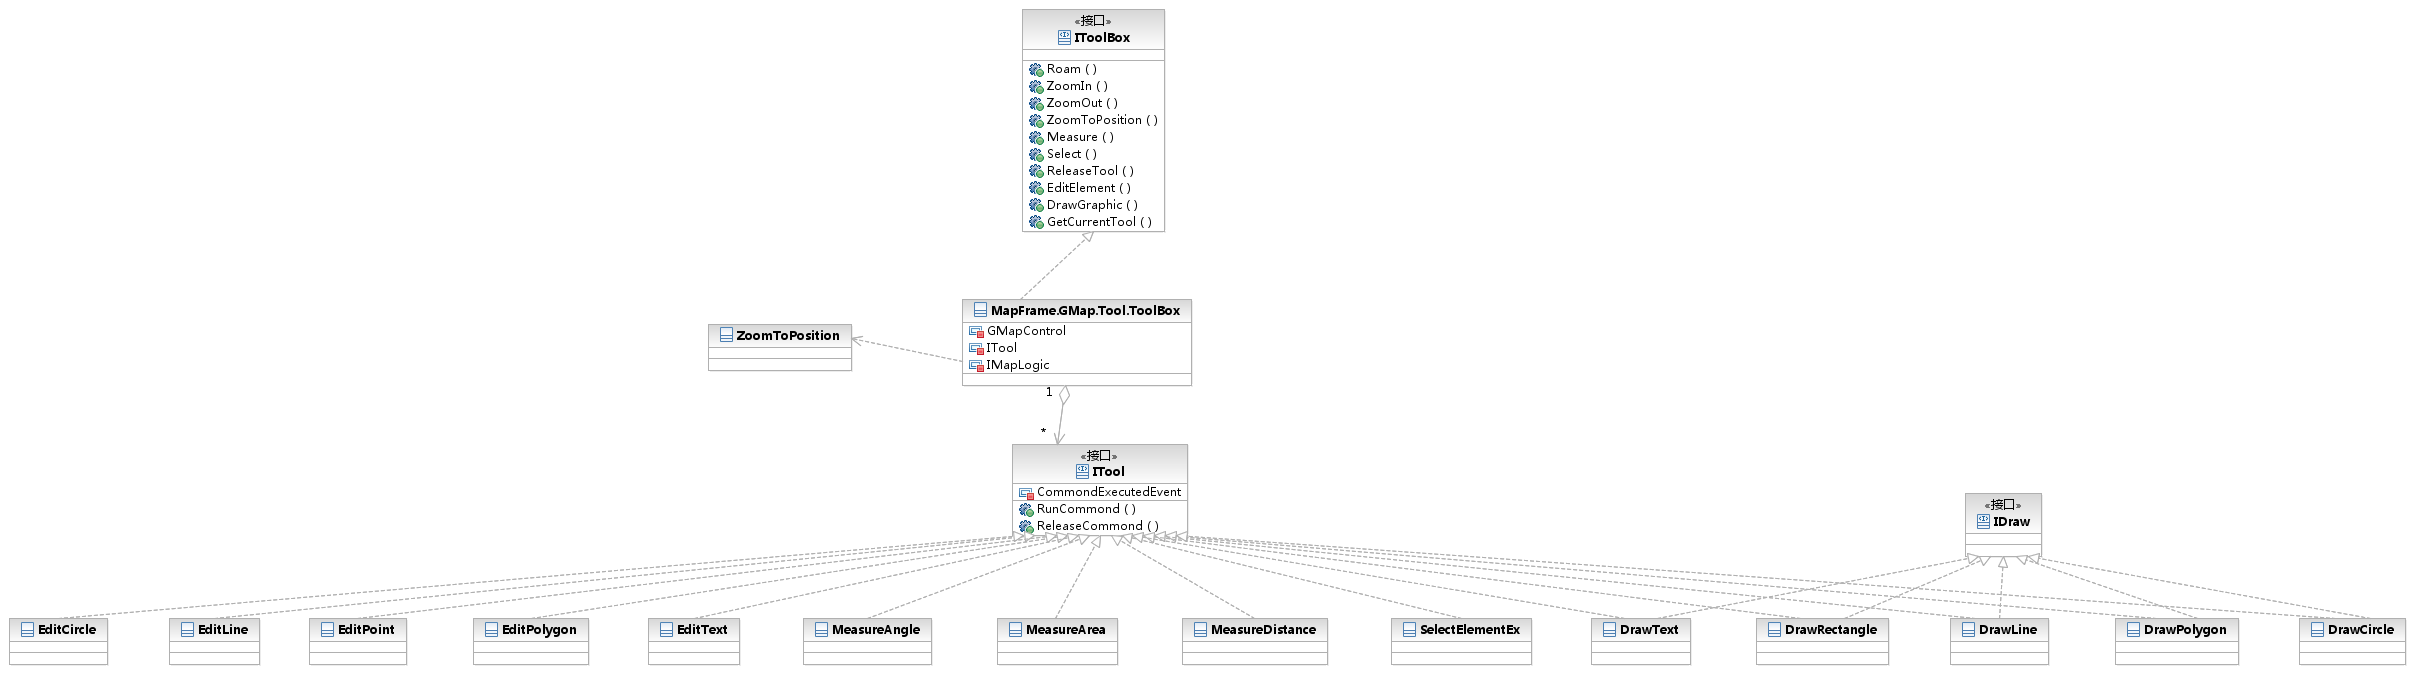 «接口»
IToolBox
Roam ( )
ZoomIn ( )
ZoomOut ( )
ZoomToPosition ( )
Measure ( )
Select ( )
ReleaseTool ( )
EditElement ( )
DrawGraphic ( )
GetCurrentTool ( )
MapFrame.GMap.Tool.ToolBox
GMapControl
ITool
IMapLogic
ZoomToPosition
1
*
«接口»
ITool
CommondExecutedEvent
RunCommond ( )
ReleaseCommond ( )
«接口»
IDraw
EditCircle
EditLine
EditPoint
EditPolygon
EditText
MeasureAngle
MeasureArea
MeasureDistance
SelectElementEx
DrawText
DrawRectangle
DrawLine
DrawPolygon
DrawCircle